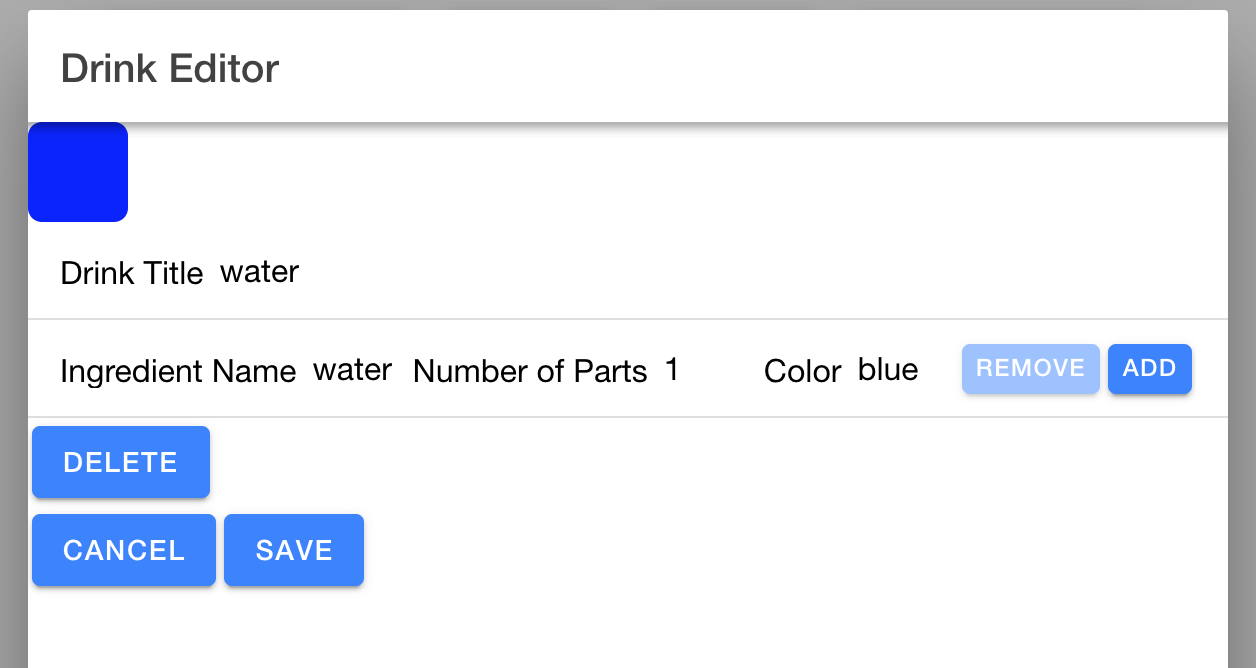 Drink Editor
Drink Title water
Ingredient Name water Number of Parts 1 Color blue REMOVE ADD
DELETE
CANCEL SAVE